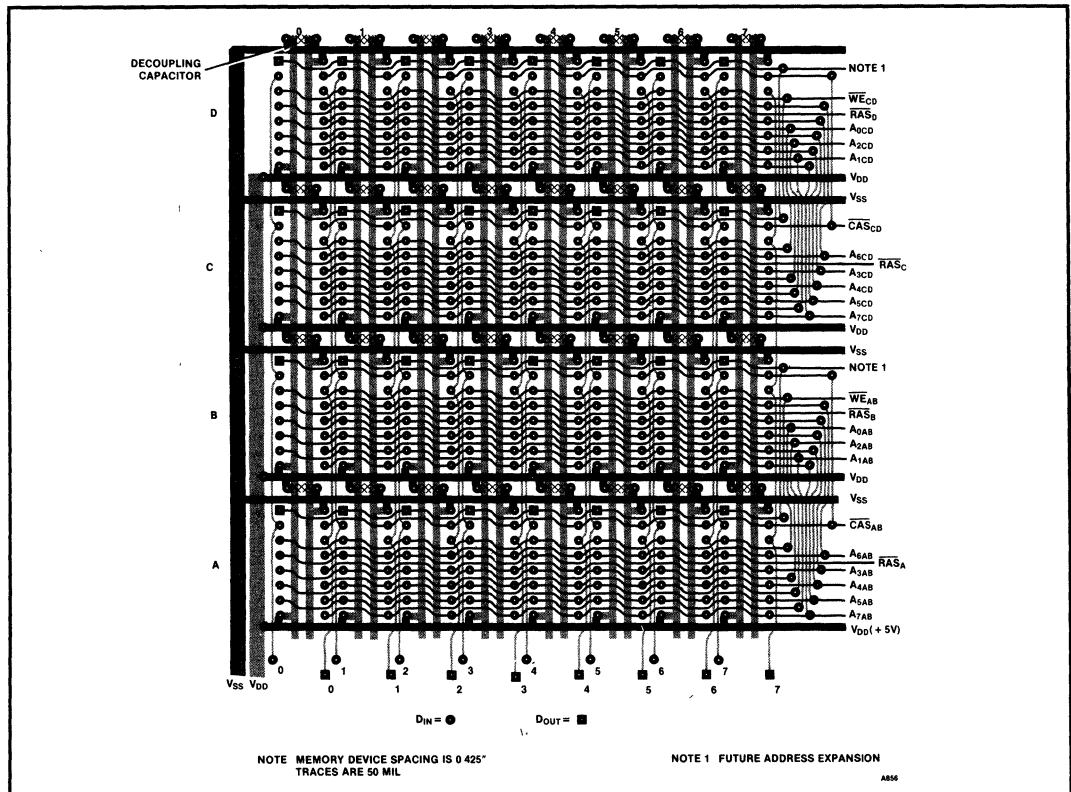 0 1 3 4 5 6 7
DECOUPLING
CAPACITOR
NOTE 1
WE̅CD
RAS̅D
D
A0CD
A2CD
A1CD
VDD
VSS
CAS̅CD
A6CD
RAS̅C
C
A3CD
A4CD
A5CD
A7CD
VDD
VSS
NOTE 1
WE̅AB
RAS̅B
B
A0AB
A2AB
A1AB
VDD
VSS
CAS̅AB
A6AB
RAS̅A
A
A3AB
A4AB
A5AB
A7AB
VDD(+5V)
0 1 2 3 4 5 6 7
VSS VDD
0 1 2 3 4 5 6 7
DIN = DOUT =
NOTE MEMORY DEVICE SPACING IS 0 425"
TRACES ARE 50 MIL
NOTE 1 FUTURE ADDRESS EXPANSION
A856